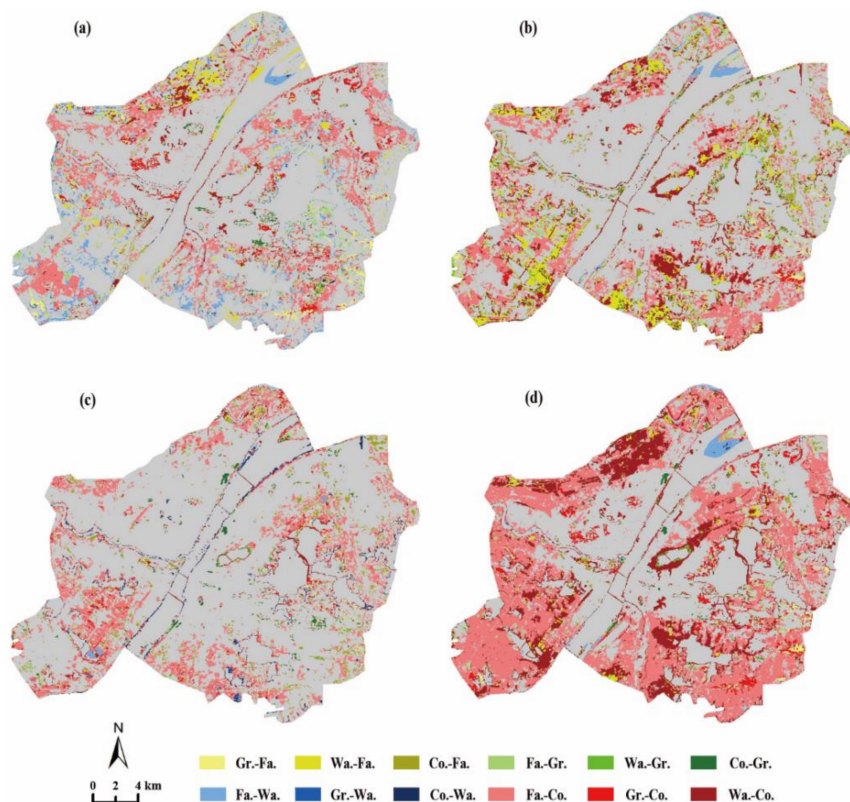 (a)
(b)
(c)
(d)
N
0 2 4 km
Gr.-Fa. Wa.-Fa. Co.-Fa. Fa.-Gr. Wa.-Gr. Co.-Gr.
Fa.-Wa. Gr.-Wa. Co.-Wa. Fa.-Co. Gr.-Co. Wa.-Co.